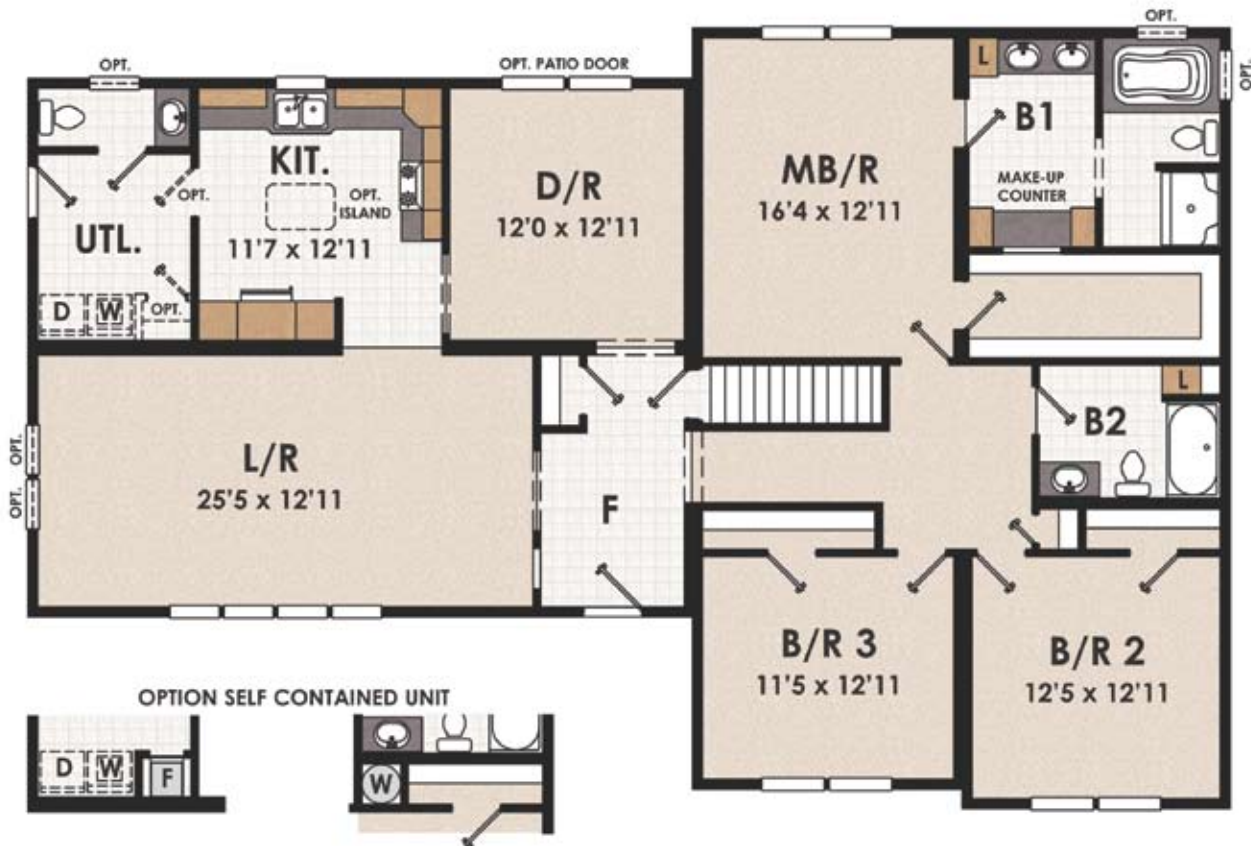 OPT.
OPT.
OPT. PATIO DOOR
OPT.
L
B1
MAKE-UP
COUNTER
KIT.
OPT.
OPT.
ISLAND
11'7 x 12'11
D/R
12'0 x 12'11
MB/R
16'4 x 12'11
UTL.
D
W
OPT.
L
B2
OPT.
OPT.
L/R
25'5 x 12'11
F
B/R 3
11'5 x 12'11
B/R 2
12'5 x 12'11
OPTION SELF CONTAINED UNIT
D
W
F
W